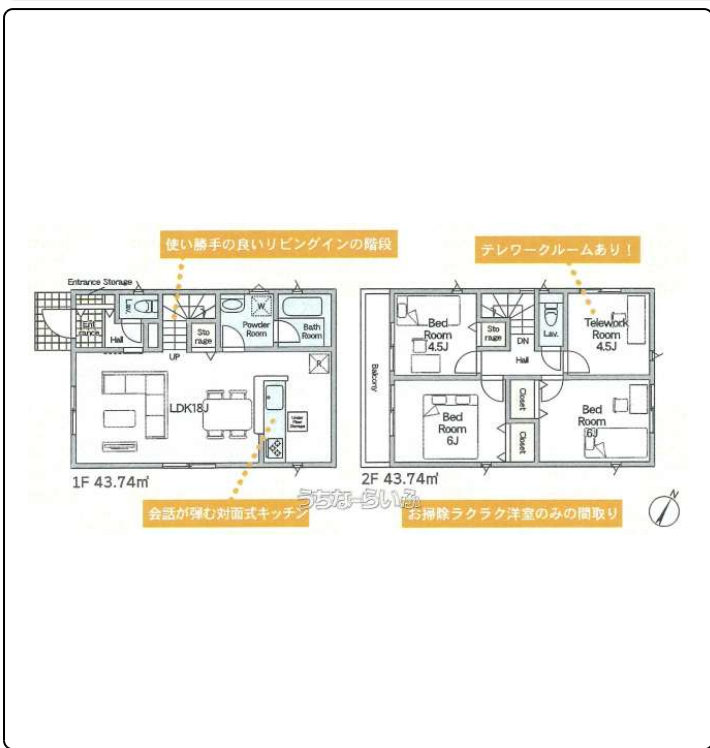 使い勝手の良いリビングインの階段
テレワークルームあり！
Entrance Storage
Ent
rance
Hall
Lav.
UP
Sto
rage
W
Powder
Room
Bath
Room
R
LDK18J
Under
Floor
Storage
1F 43.74㎡
会話が弾む対面式キッチン
Balcony
Bed
Room
4.5J
Sto
rage
DN
Lav.
Hall
Telework
Room
4.5J
Bed
Room
6J
Closet
Closet
Bed
Room
6J
2F 43.74㎡
お掃除ラクラク洋室のみの間取り
うちなーらいふ
N